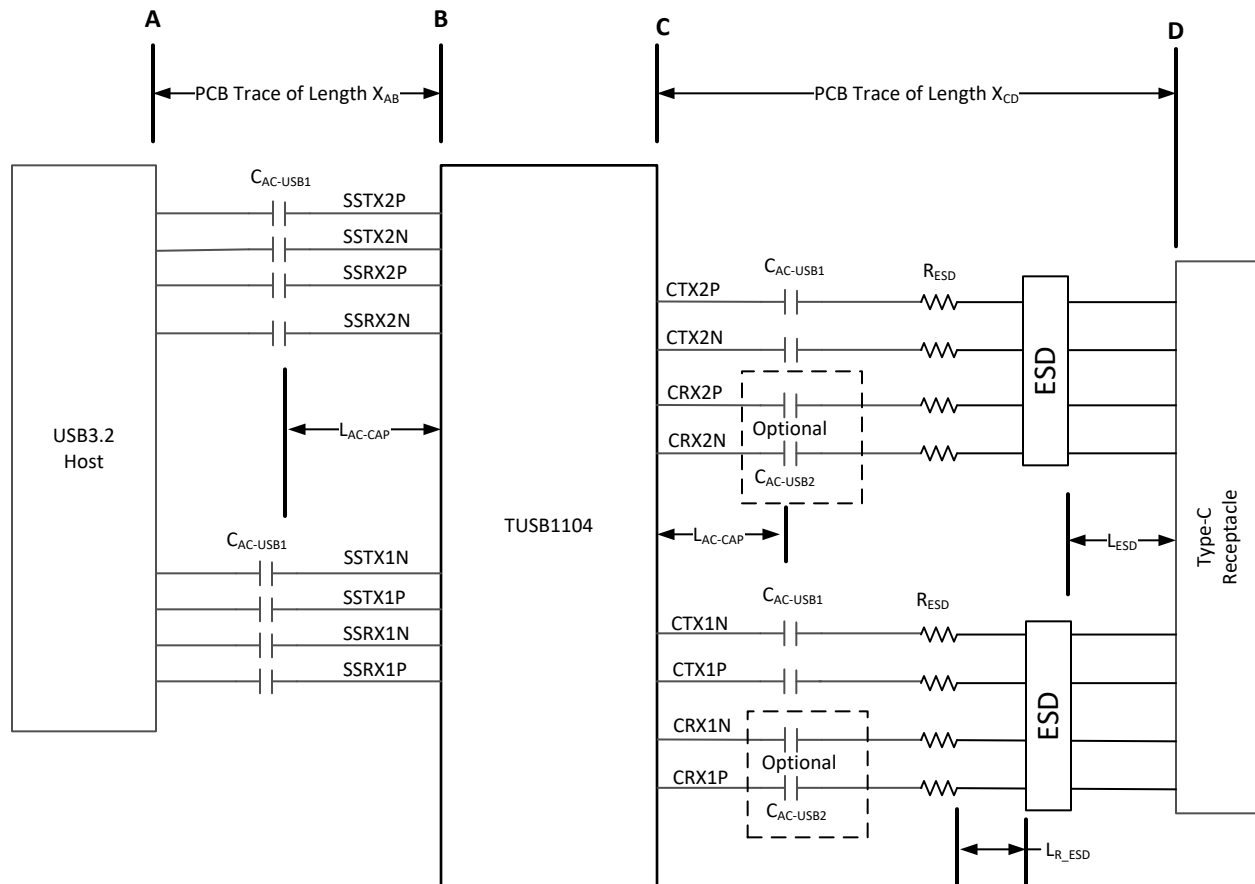 A
B
C
D
PCB Trace of Length XAB
PCB Trace of Length XCD
CAC-USB1
SSTX2P
SSTX2N
SSRX2P
SSRX2N
CAC-USB1
RESD
CTX2P
CTX2N
CRX2P
Optional
CRX2N
CAC-USB2
ESD
USB3.2
Host
LAC-CAP
TUSB1104
LAC-CAP
LESD
Type-C
Receptacle
CAC-USB1
SSTX1N
SSTX1P
SSRX1N
SSRX1P
CAC-USB1
RESD
CTX1N
CTX1P
CRX1N
Optional
CRX1P
CAC-USB2
ESD
LR_ESD